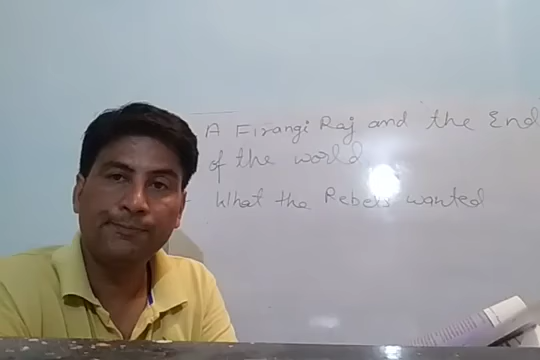 A Firangi Raj and the End
of the world
What the Rebels wanted